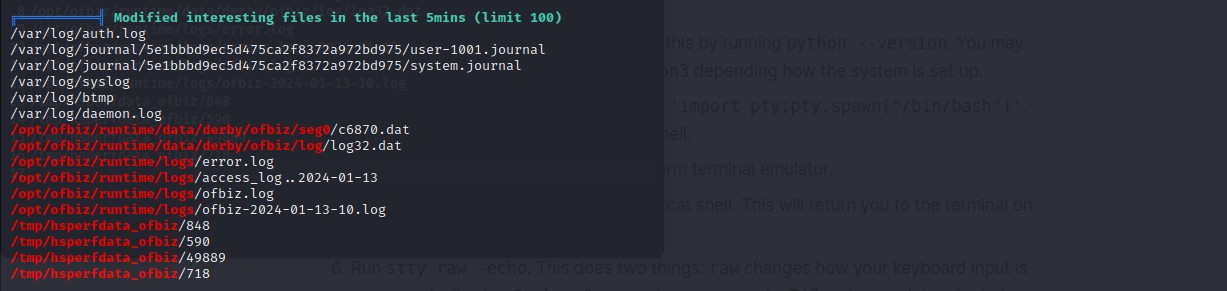 Modified interesting files in the last 5mins (limit 100)
/var/log/auth.log
/var/log/journal/5e1bbbd9ec5d475ca2f8372a972bd975/user-1001.journal
this by running python --version. You may
/var/log/journal/5e1bbbd9ec5d475ca2f8372a972bd975/system.journal
on3 depending how the system is set up.
/var/log/syslog
/var/log/btmp
'import pty;pty.spawn("/bin/bash")'.
/var/log/daemon.log
/opt/ofbiz/runtime/data/derby/ofbiz/seg0/c6870.dat
ell.
/opt/ofbiz/runtime/data/derby/ofbiz/log/log32.dat
/opt/ofbiz/runtime/logs/error.log
rm terminal emulator.
/opt/ofbiz/runtime/logs/access_log..2024-01-13
/opt/ofbiz/runtime/logs/ofbiz.log
tcat shell. This will return you to the terminal on
/opt/ofbiz/runtime/logs/ofbiz-2024-01-13-10.log
/tmp/hsperfdata_ofbiz/848
/tmp/hsperfdata_ofbiz/590
/tmp/hsperfdata_ofbiz/49889
6. Run stty raw -echo. This does two things: raw changes how your keyboard input is
/tmp/hsperfdata_ofbiz/718